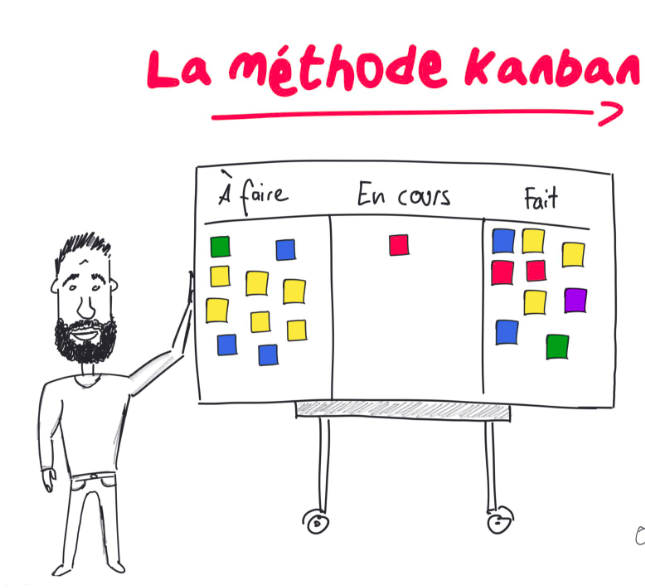 La méthode Kanban
À faire
En cours
Fait